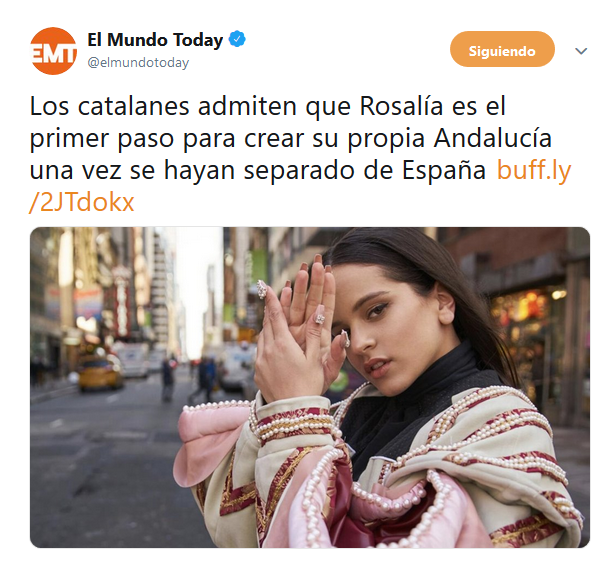 EMT
El Mundo Today
@elmundotoday
Siguiendo
Los catalanes admiten que Rosalía es el
primer paso para crear su propia Andalucía
una vez se hayan separado de España buff.ly
/2JTdokx